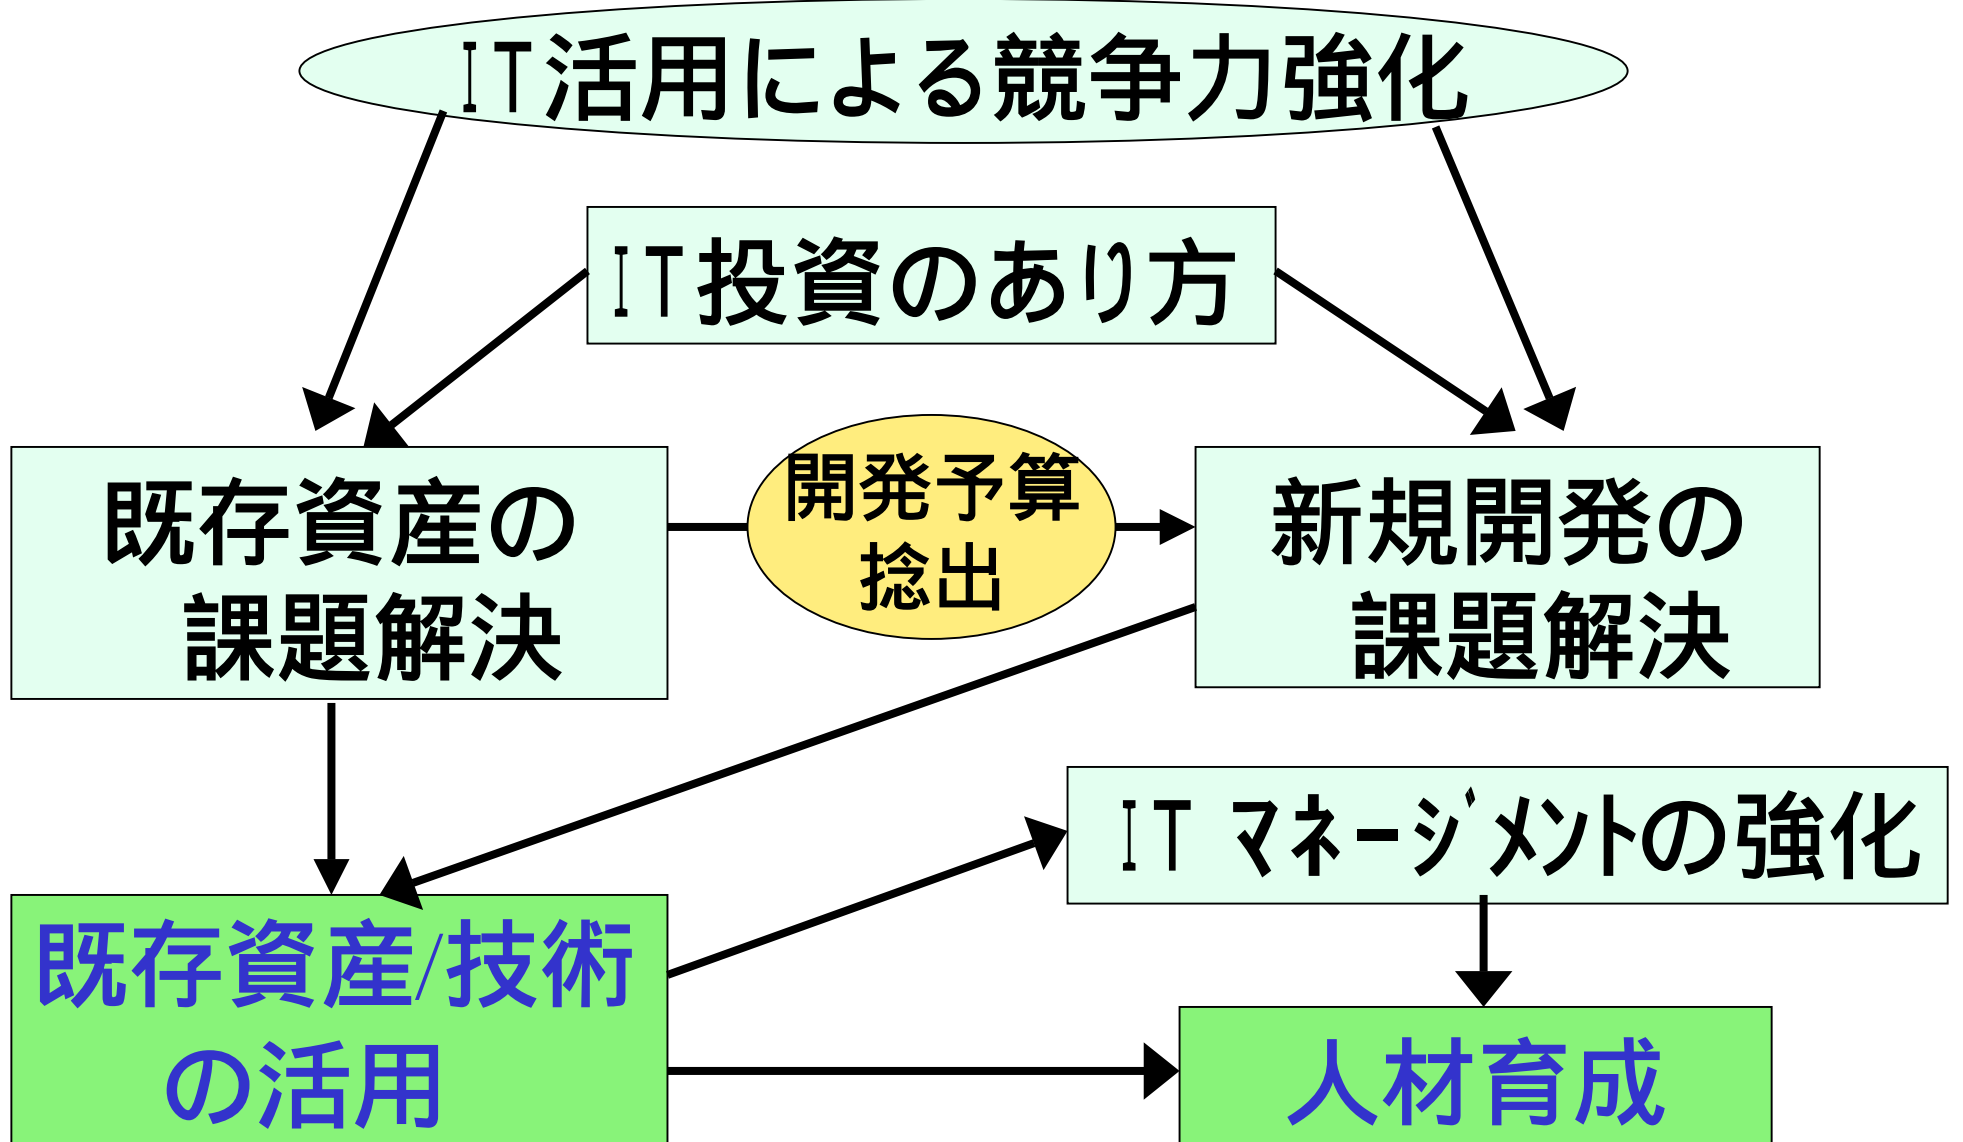 IT活用による競争力強化
IT投資のあり方
既存資産の
課題解決
開発予算
捻出
新規開発の
課題解決
IT ﾏﾈｰｼﾞﾒﾝﾄの強化
既存資産/技術
の活用
人材育成